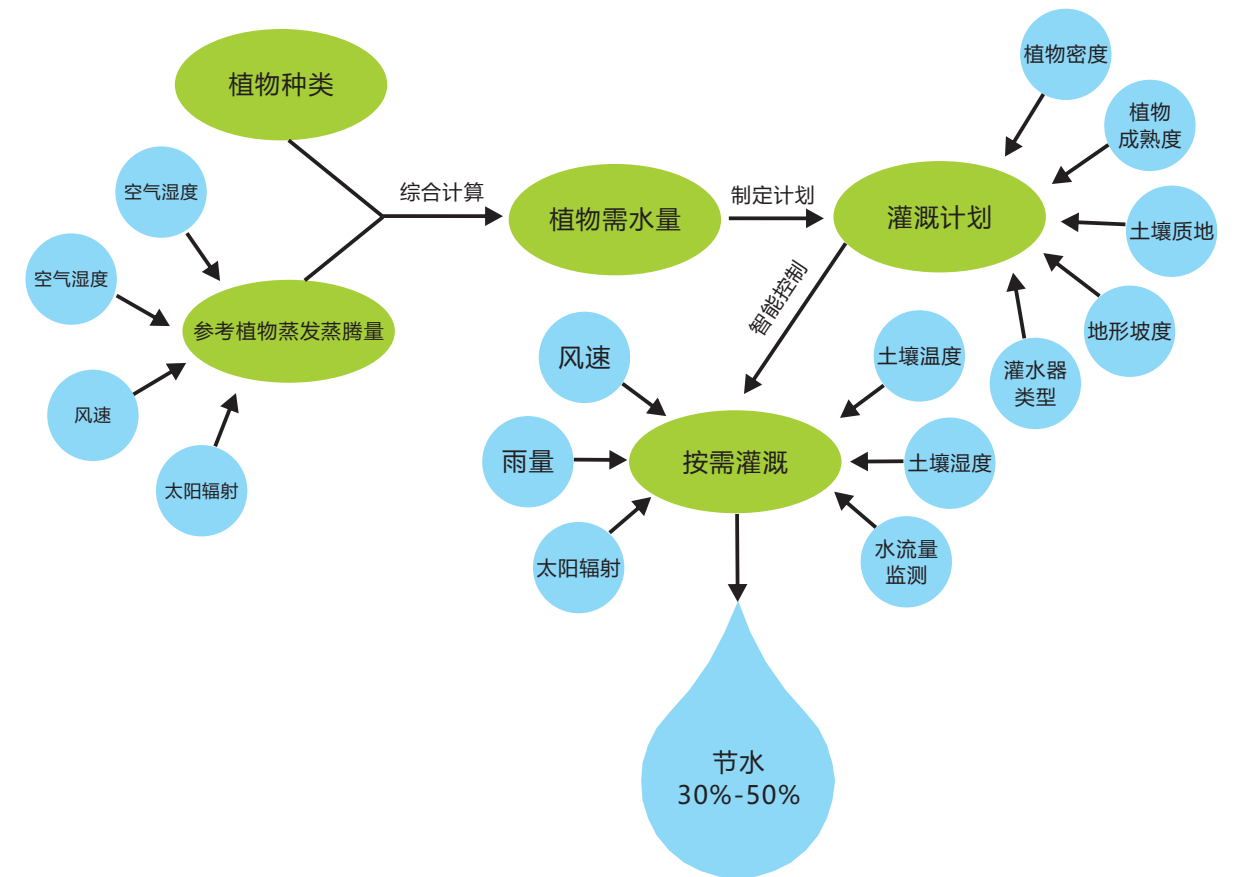 植物种类
植物密度
植物
成熟度
空气湿度
综合计算
植物需水量
制定计划
灌溉计划
土壤质地
空气湿度
参考植物蒸发蒸腾量
智能控制
地形坡度
风速
土壤温度
灌水器
类型
风速
雨量
按需灌溉
土壤湿度
太阳辐射
太阳辐射
水流量
监测
节水
30%-50%